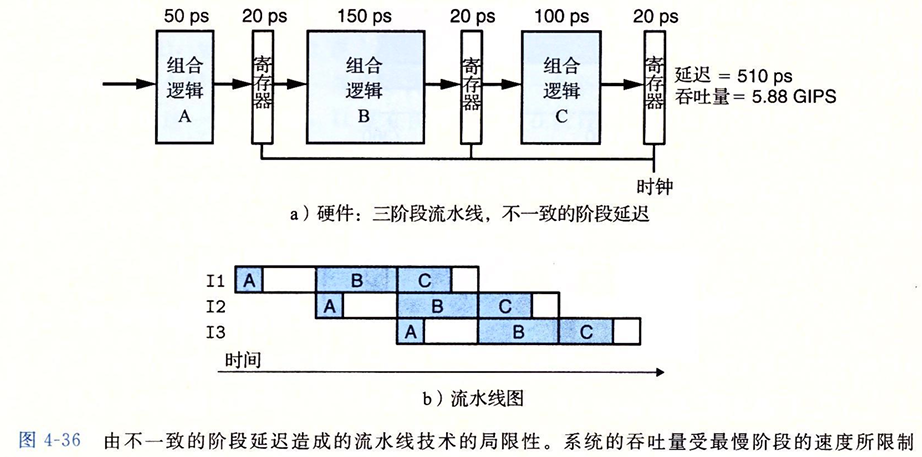 50 ps 20 ps 150 ps 20 ps 100 ps 20 ps
组合逻辑A
寄存器
组合逻辑B
寄存器
组合逻辑C
寄存器
延迟 = 510 ps
吞吐量 = 5.88 GIPS
时钟
a)硬件:三阶段流水线,不一致的阶段延迟
I1 A B C
I2 A B C
I3 A B C
时间
b)流水线图
图 4-36 由不一致的阶段延迟造成的流水线技术的局限性。系统的吞吐量受最慢阶段的速度所限制